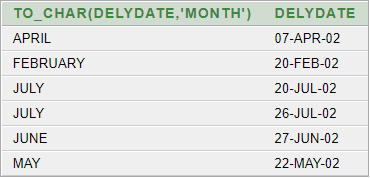 TO_CHAR(DELYDATE,'MONTH') DELYDATE
APRIL 07-APR-02
FEBRUARY 20-FEB-02
JULY 20-JUL-02
JULY 26-JUL-02
JUNE 27-JUN-02
MAY 22-MAY-02